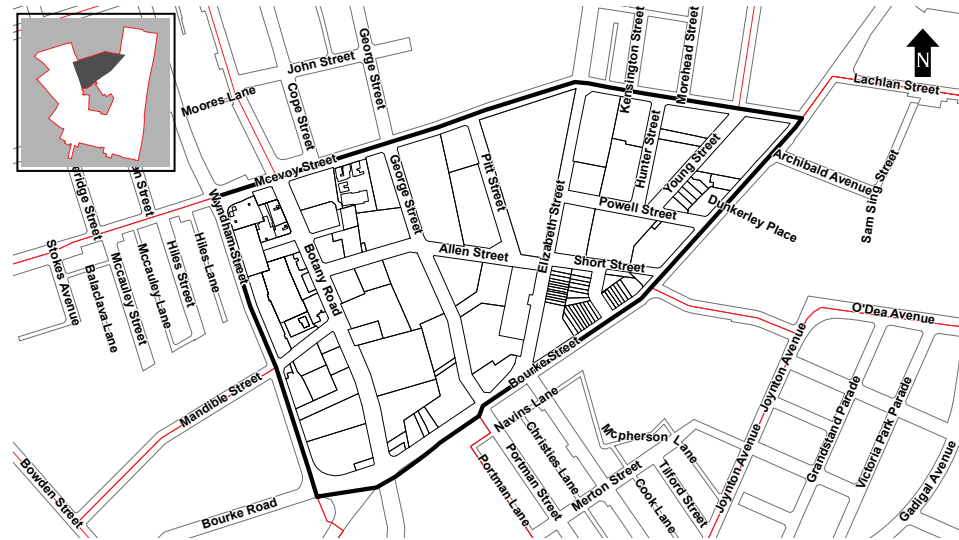 Kensington Street
Morehead Street
George Street
John Street
N
Lachlan Street
Moores Lane
Cope Street
Hunter Street
Mcevoy Street
George Street
Pitt Street
Young Street
Archibald Avenue
Sam Sing Street
Wyndham Street
Elizabeth Street
Powell Street
Dunkerley Place
Stokes Avenue
Balaclava Lane
Mccauley Street
Mccauley Lane
Hiles Street
Hiles Lane
Botany Road
Allen Street
Short Street
O'Dea Avenue
Joynton Avenue
Bourke Street
Mandible Street
Navins Lane
Christies Lane
Mcpherson Lane
Grandstand Parade
Victoria Park Parade
Gadigal Avenue
Bowden Street
Bourke Road
Portman Lane
Portman Street
Merton Street
Cook Lane
Tilford Street
Joynton Avenue